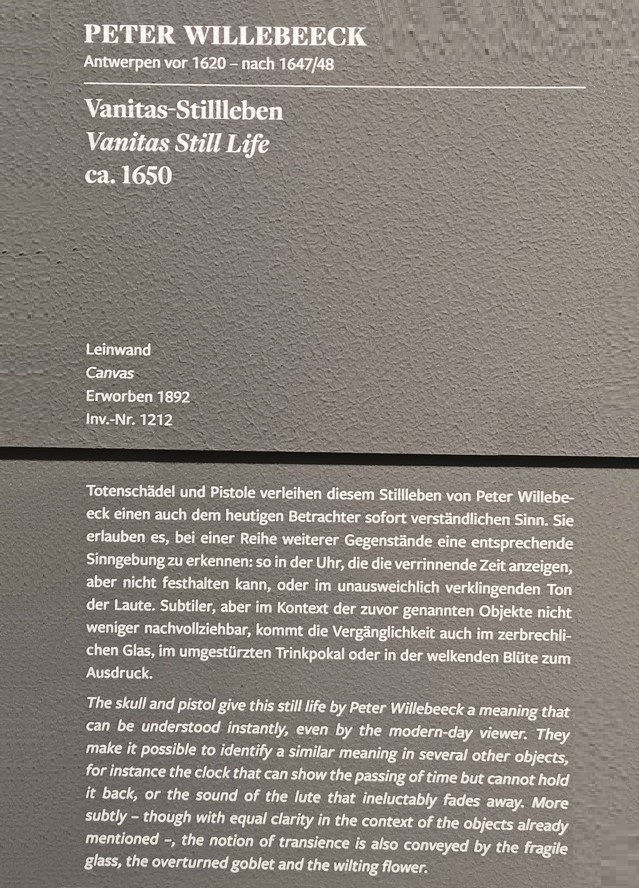 PETER WILLEBEECK
Antwerpen vor 1620 – nach 1647/48
Vanitas-Stillleben
Vanitas Still Life
ca. 1650
Leinwand
Canvas
Erworben 1892
Inv.-Nr. 1212
Totenschädel und Pistole verleihen diesem Stillleben von Peter Willebe-
eck einen auch dem heutigen Betrachter sofort verständlichen Sinn. Sie
erlauben es, bei einer Reihe weiterer Gegenstände eine entsprechende
Sinngebung zu erkennen: so in der Uhr, die die verrinnende Zeit anzeigen,
aber nicht festhalten kann, oder im unausweichlich verklingenden Ton
der Laute. Subtiler, aber im Kontext der zuvor genannten Objekte nicht
weniger nachvollziehbar, kommt die Vergänglichkeit auch im zerbrechli-
chen Glas, im umgestürzten Trinkpokal oder in der welkenden Blüte zum
Ausdruck.
The skull and pistol give this still life by Peter Willebeeck a meaning that
can be understood instantly, even by the modern-day viewer. They
make it possible to identify a similar meaning in several other objects,
for instance the clock that can show the passing of time but cannot hold
it back, or the sound of the lute that ineluctably fades away. More
subtly – though with equal clarity in the context of the objects already
mentioned –, the notion of transience is also conveyed by the fragile
glass, the overturned goblet and the wilting flower.